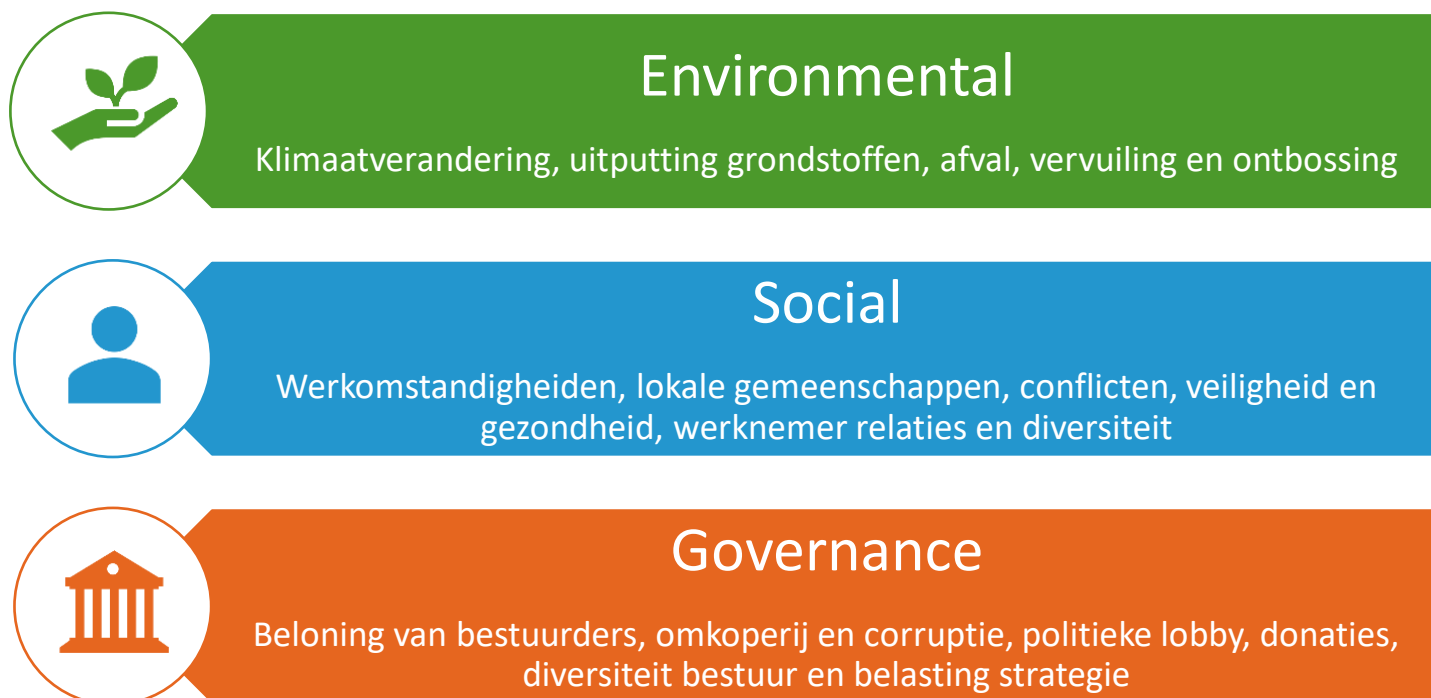 Environmental
Klimaatverandering, uitputting grondstoffen, afval, vervuiling en ontbossing
Social
Werkomstandigheiden, lokale gemeenschappen, conflicten, veiligheid en
gezondheid, werknemer relaties en diversiteit
Governance
Beloning van bestuurders, omkoperij en corruptie, politieke lobby, donaties,
diversiteit bestuur en belasting strategie